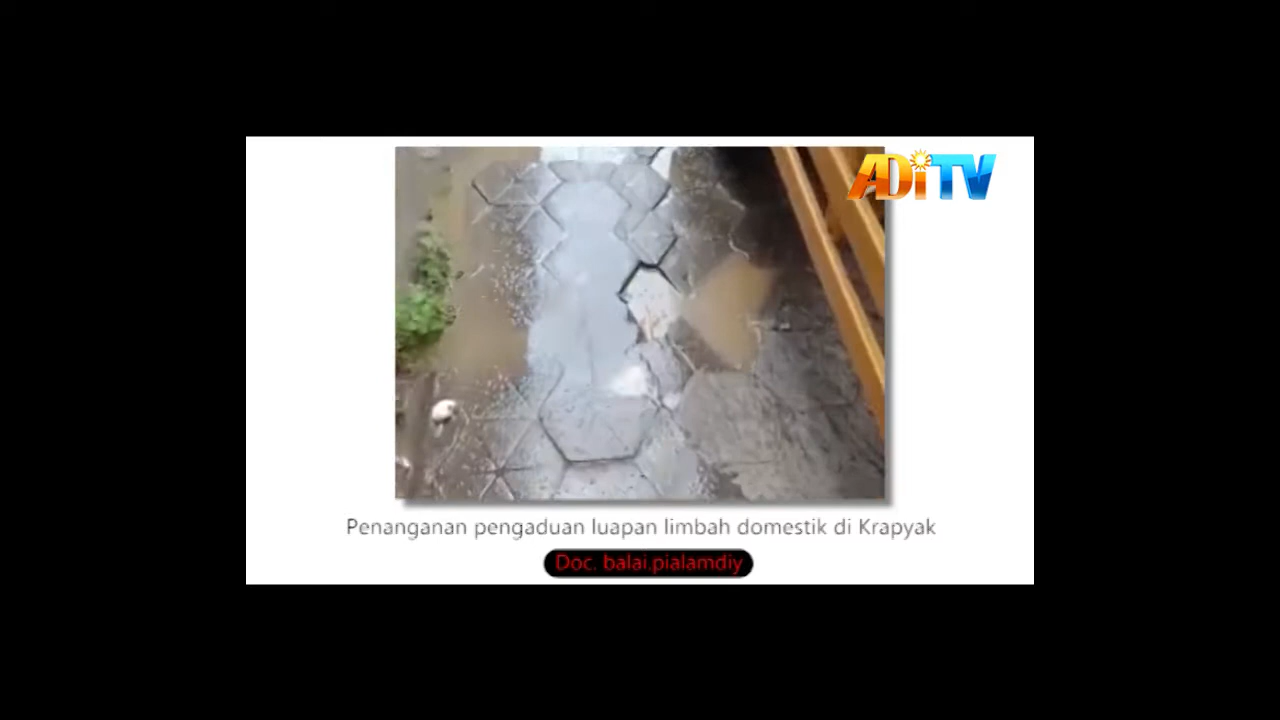 ADiTV
Penanganan pengaduan luapan limbah domestik di Krapyak
Doc. balai.pialamdiy